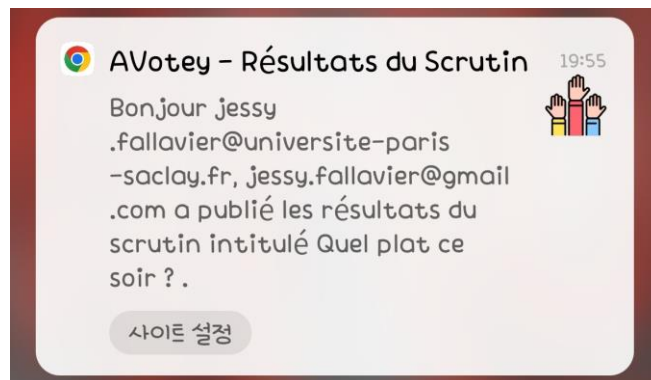 AVotey - Résultats du Scrutin 19:55
Bonjour jessy
.fallavier@universite-paris
-saclay.fr, jessy.fallavier@gmail
.com a publié les résultats du
scrutin intitulé Quel plat ce
soir ? .
사이트 설정